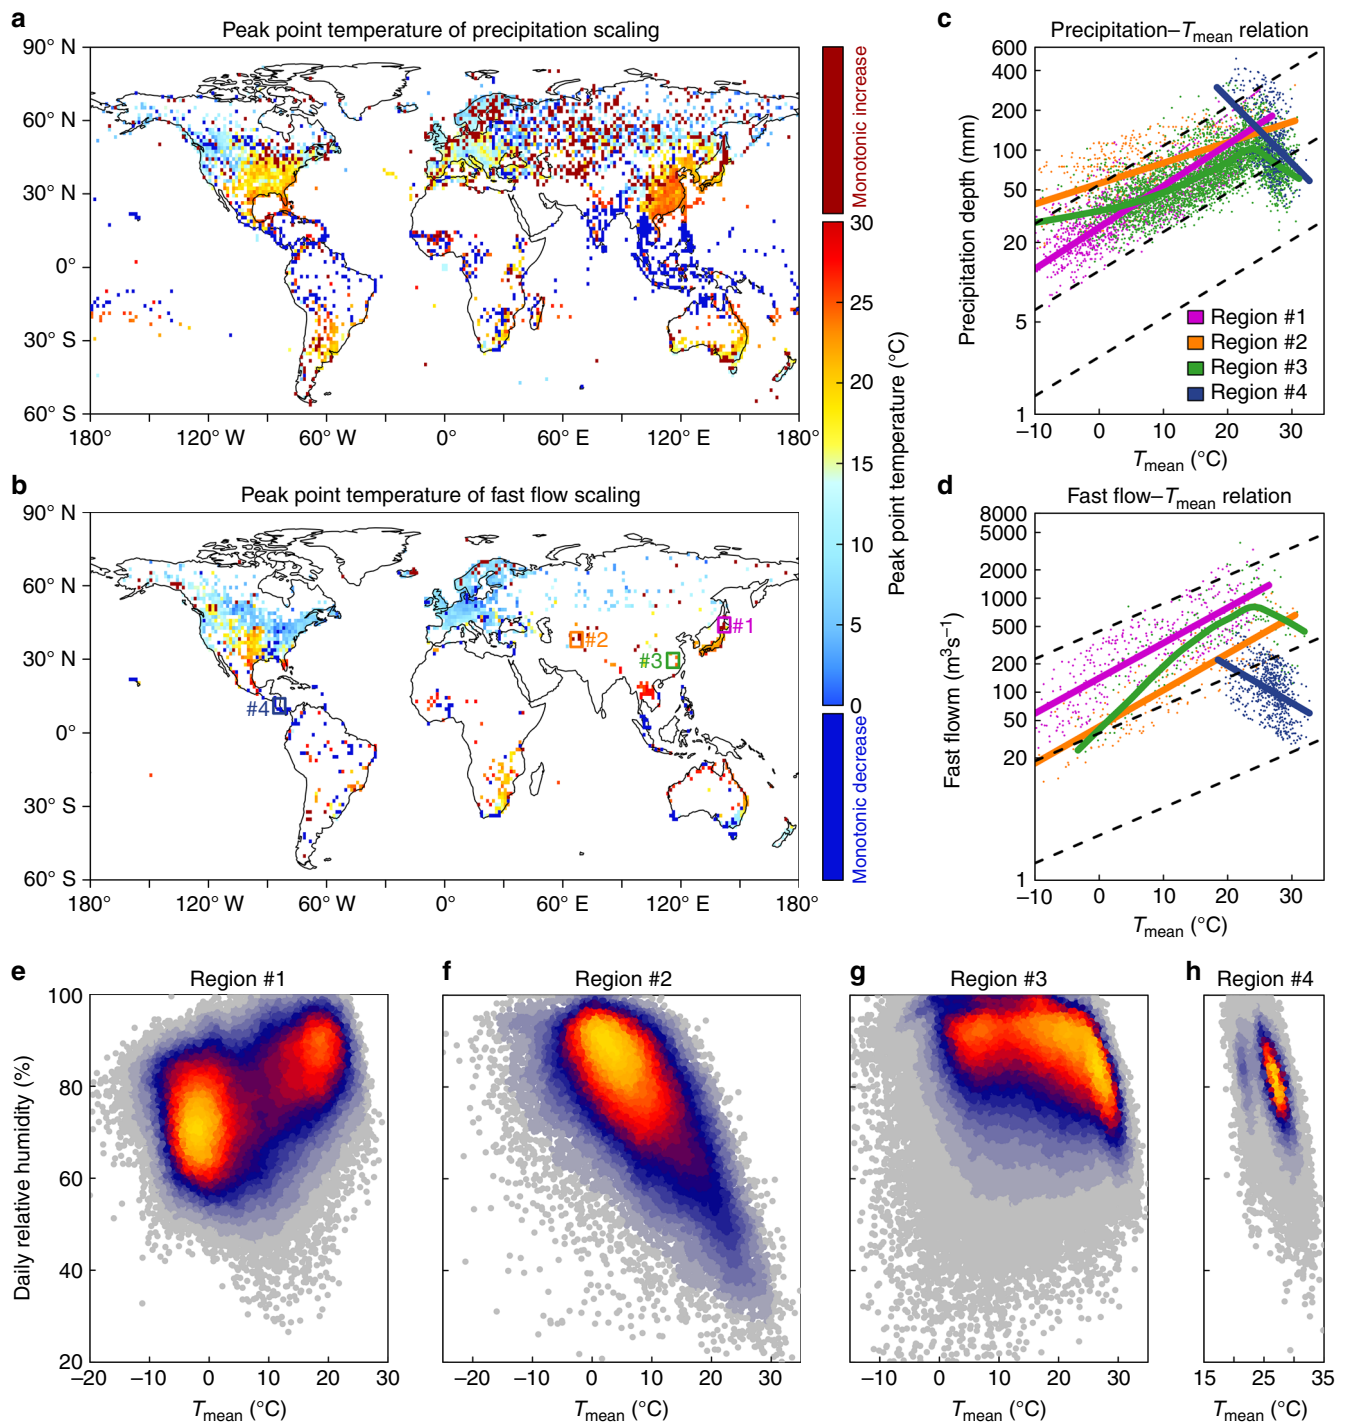 a
Peak point temperature of precipitation scaling
90° N
60° N
30° N
0°
30° S
60° S
180° 120° W 60° W 0° 60° E 120° E 180°
b
Peak point temperature of fast flow scaling
90° N
60° N
30° N
0°
30° S
60° S
180° 120° W 60° W 0° 60° E 120° E 180°
#1
#2
#3
#4
Monotonic increase
30
25
20
15
10
5
0
Peak point temperature (°C)
Monotonic decrease
c
Precipitation–Tmean relation
Precipitation depth (mm)
600
400
200
100
50
20
5
1
Region #1
Region #2
Region #3
Region #4
–10 0 10 20 30
Tmean (°C)
d
Fast flow–Tmean relation
Fast flowm (m³s⁻¹)
8000
5000
2000
1000
500
200
100
50
20
1
–10 0 10 20 30
Tmean (°C)
e
Region #1
Daily relative humidity (%)
100
80
60
40
20
–20 –10 0 10 20 30
Tmean (°C)
f
Region #2
–20 –10 0 10 20 30
Tmean (°C)
g
Region #3
–10 0 10 20 30
Tmean (°C)
h
Region #4
15 25 35
Tmean (°C)